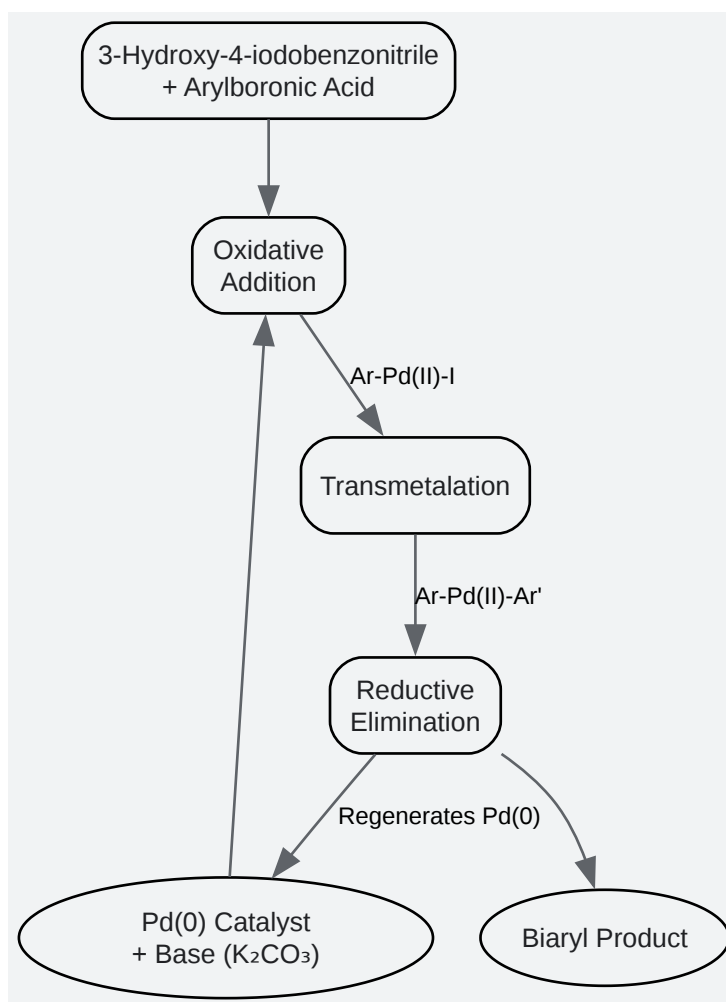 3-Hydroxy-4-iodobenzonitrile
+ Arylboronic Acid
Oxidative
Addition
Ar-Pd(II)-I
Transmetalation
Ar-Pd(II)-Ar'
Reductive
Elimination
Regenerates Pd(0)
Pd(0) Catalyst
+ Base (K₂CO₃)
Biaryl Product